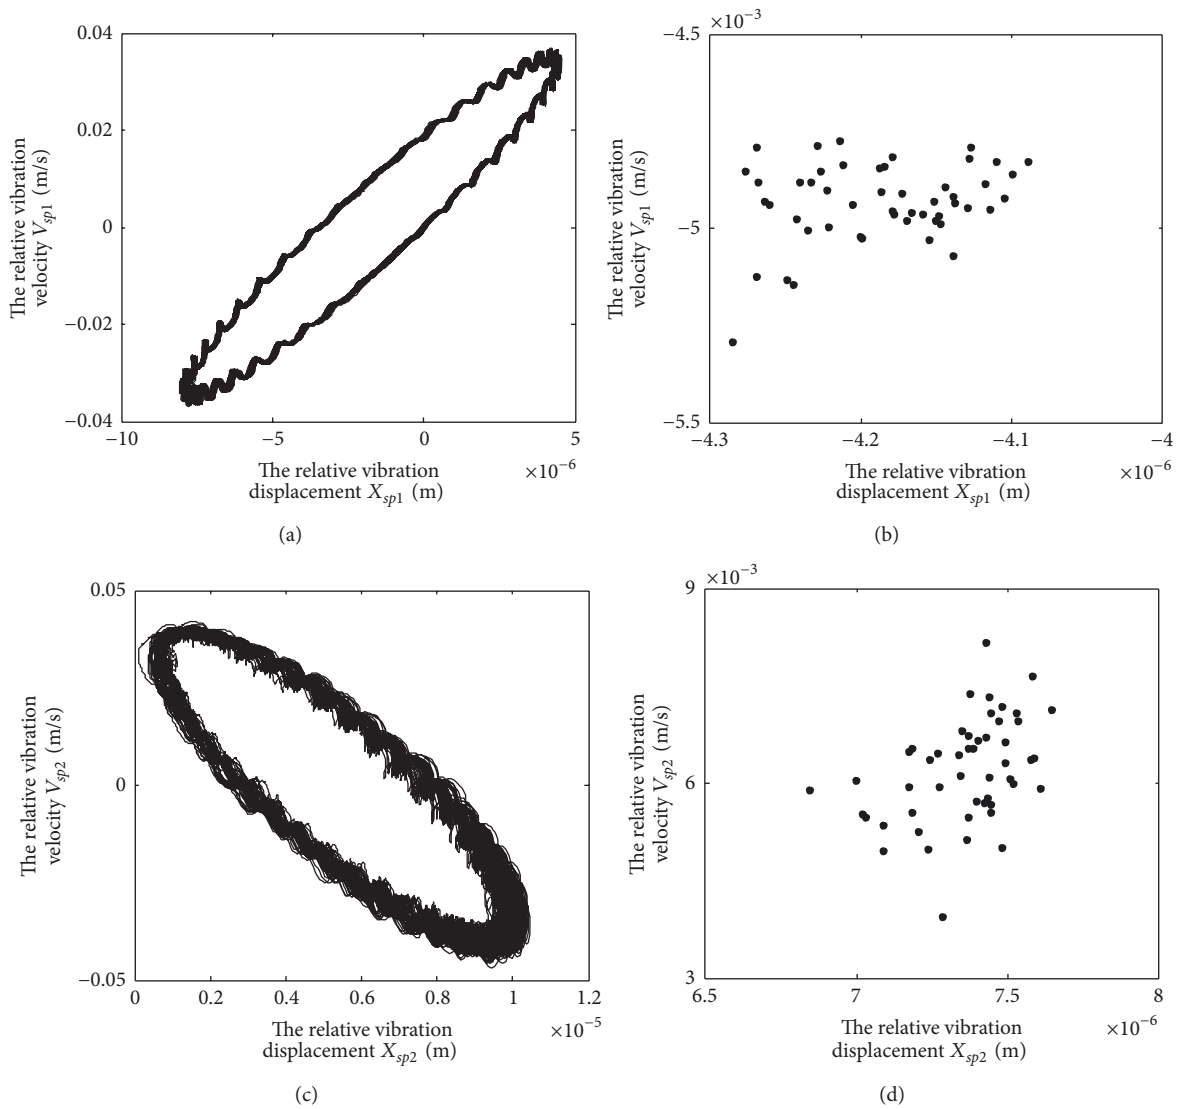 0.04
0.02
0
−0.02
−0.04
The relative vibration
velocity V_sp1 (m/s)
−10
−5
0
5
×10^−6
The relative vibration
displacement X_sp1 (m)
(a)
×10^−3
−4.5
−5
−5.5
The relative vibration
velocity V_sp1 (m/s)
−4.3
−4.2
−4.1
−4
×10^−6
The relative vibration
displacement X_sp1 (m)
(b)
0.05
0
−0.05
The relative vibration
velocity V_sp2 (m/s)
0
0.2
0.4
0.6
0.8
1
1.2
×10^−5
The relative vibration
displacement X_sp2 (m)
(c)
×10^−3
9
6
3
The relative vibration
velocity V_sp2 (m/s)
6.5
7
7.5
8
×10^−6
The relative vibration
displacement X_sp2 (m)
(d)